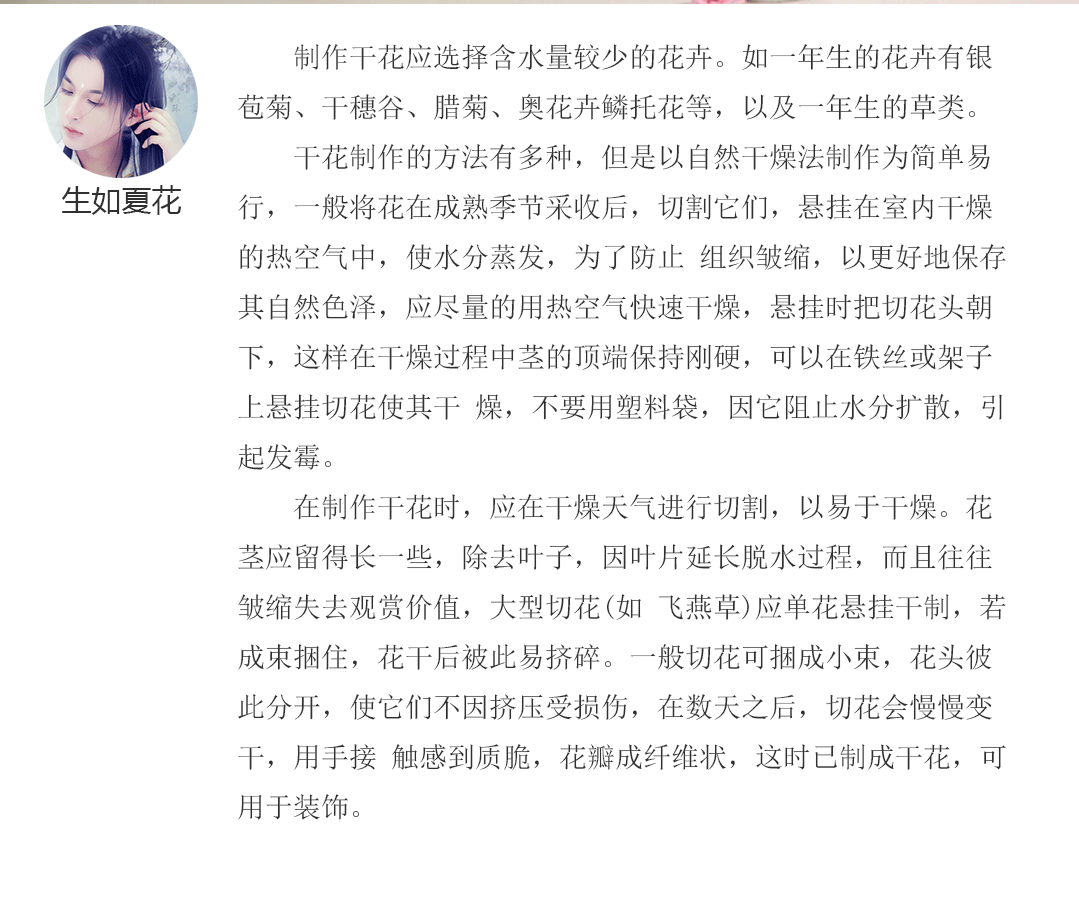 生如夏花
制作干花应选择含水量较少的花卉。如一年生的花卉有银
苞菊、干穗谷、腊菊、奥花卉鳞托花等，以及一年生的草类。
干花制作的方法有多种，但是以自然干燥法制作为简单易
行，一般将花在成熟季节采收后，切割它们，悬挂在室内干燥
的热空气中，使水分蒸发，为了防止 组织皱缩，以更好地保存
其自然色泽，应尽量的用热空气快速干燥，悬挂时把切花头朝
下，这样在干燥过程中茎的顶端保持刚硬，可以在铁丝或架子
上悬挂切花使其干 燥，不要用塑料袋，因它阻止水分扩散，引
起发霉。
在制作干花时，应在干燥天气进行切割，以易于干燥。花
茎应留得长一些，除去叶子，因叶片延长脱水过程，而且往往
皱缩失去观赏价值，大型切花(如 飞燕草)应单花悬挂干制，若
成束捆住，花干后被此易挤碎。一般切花可捆成小束，花头彼
此分开，使它们不因挤压受损伤，在数天之后，切花会慢慢变
干，用手接 触感到质脆，花瓣成纤维状，这时已制成干花，可
用于装饰。